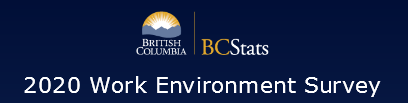 BRITISH
COLUMBIA
BCStats
2020 Work Environment Survey